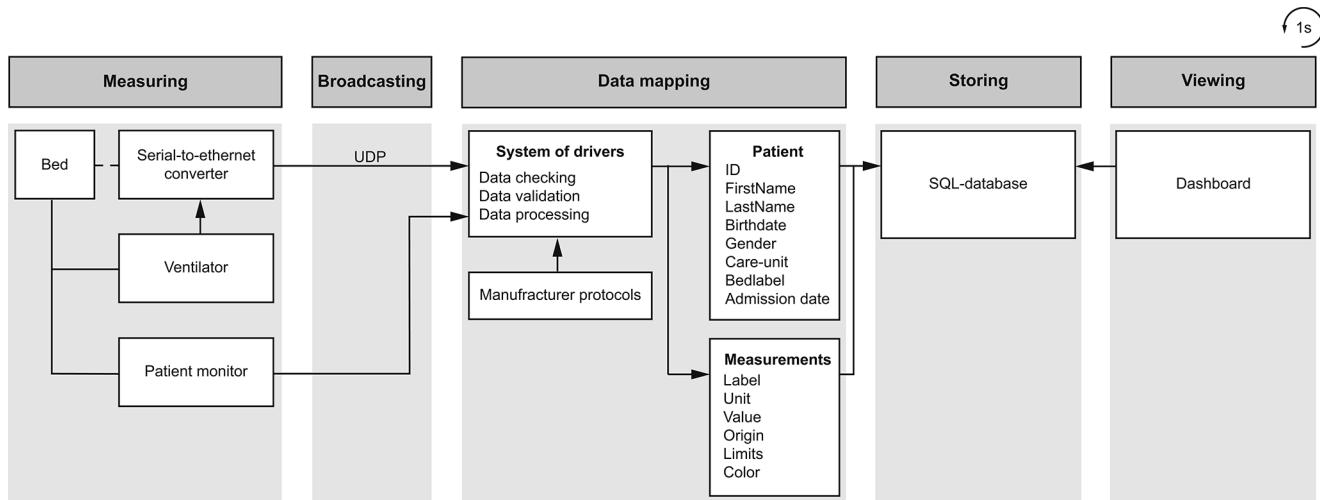 1s
Measuring
Broadcasting
Data mapping
Storing
Viewing
Bed
Serial-to-ethernet
converter
Ventilator
Patient monitor
UDP
System of drivers
Data checking
Data validation
Data processing
Manufracturer protocols
Patient
ID
FirstName
LastName
Birthdate
Gender
Care-unit
Bedlabel
Admission date
Measurements
Label
Unit
Value
Origin
Limits
Color
SQL-database
Dashboard